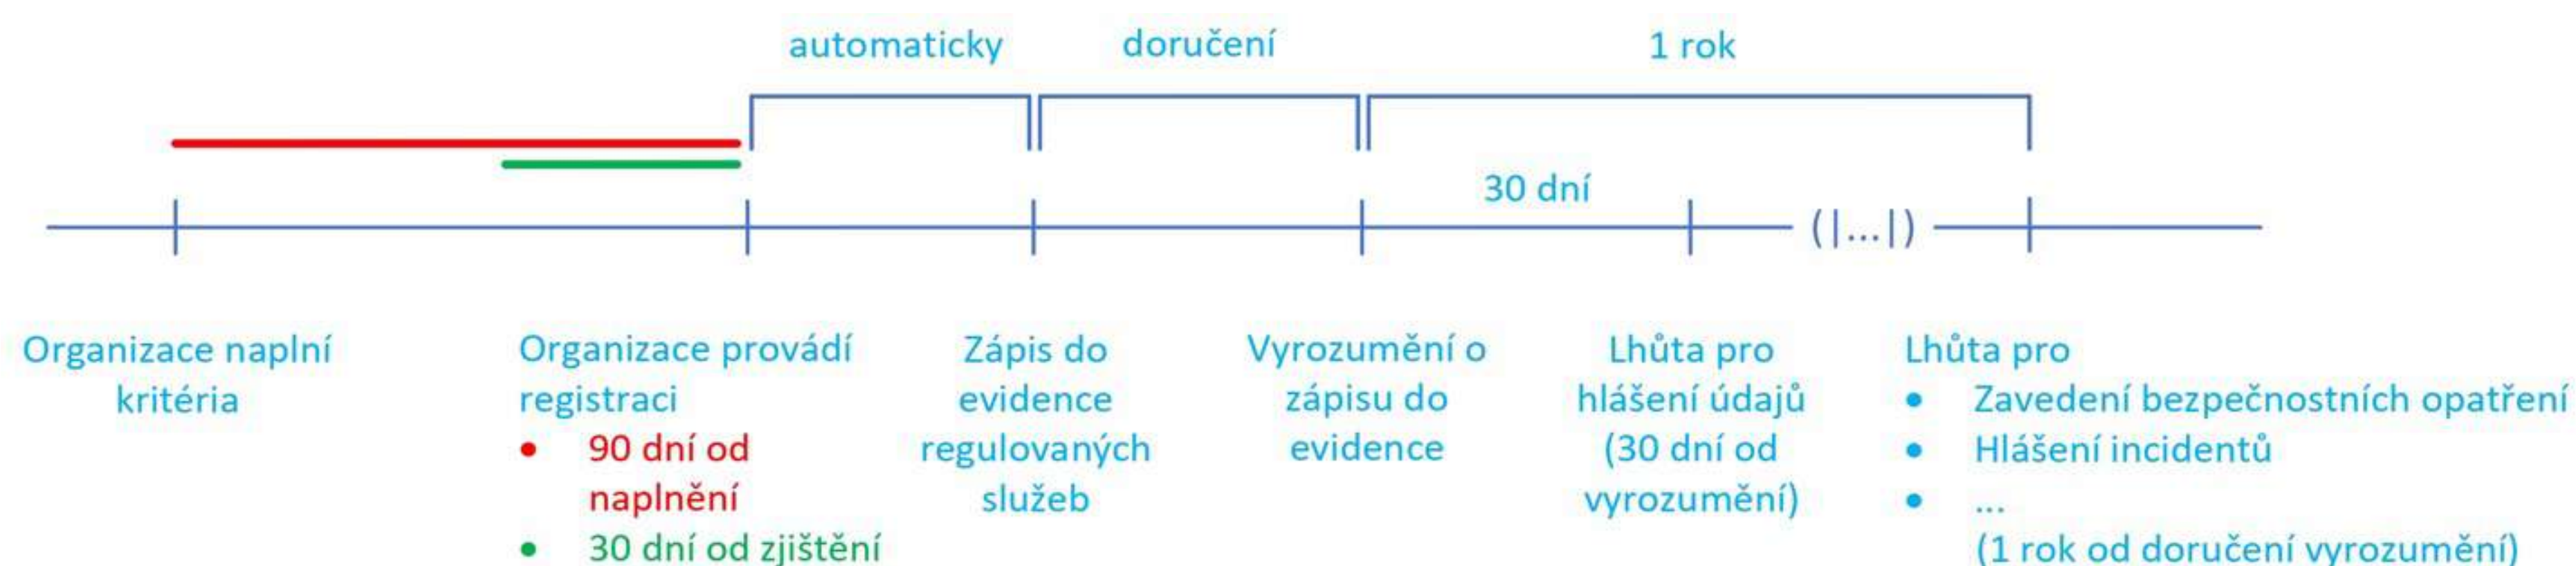 automaticky
doručení
1 rok
30 dní
(|...|)
Organizace naplní
kritéria
Organizace provádí
registraci
• 90 dní od
naplnění
• 30 dní od zjištění
Zápis do
evidence
regulovaných
služeb
Vyrozumění o
zápisu do
evidence
Lhůta pro
hlášení údajů
(30 dní od
vyrozumění)
Lhůta pro
• Zavedení bezpečnostních opatření
• Hlášení incidentů
• ...
(1 rok od doručení vyrozumění)